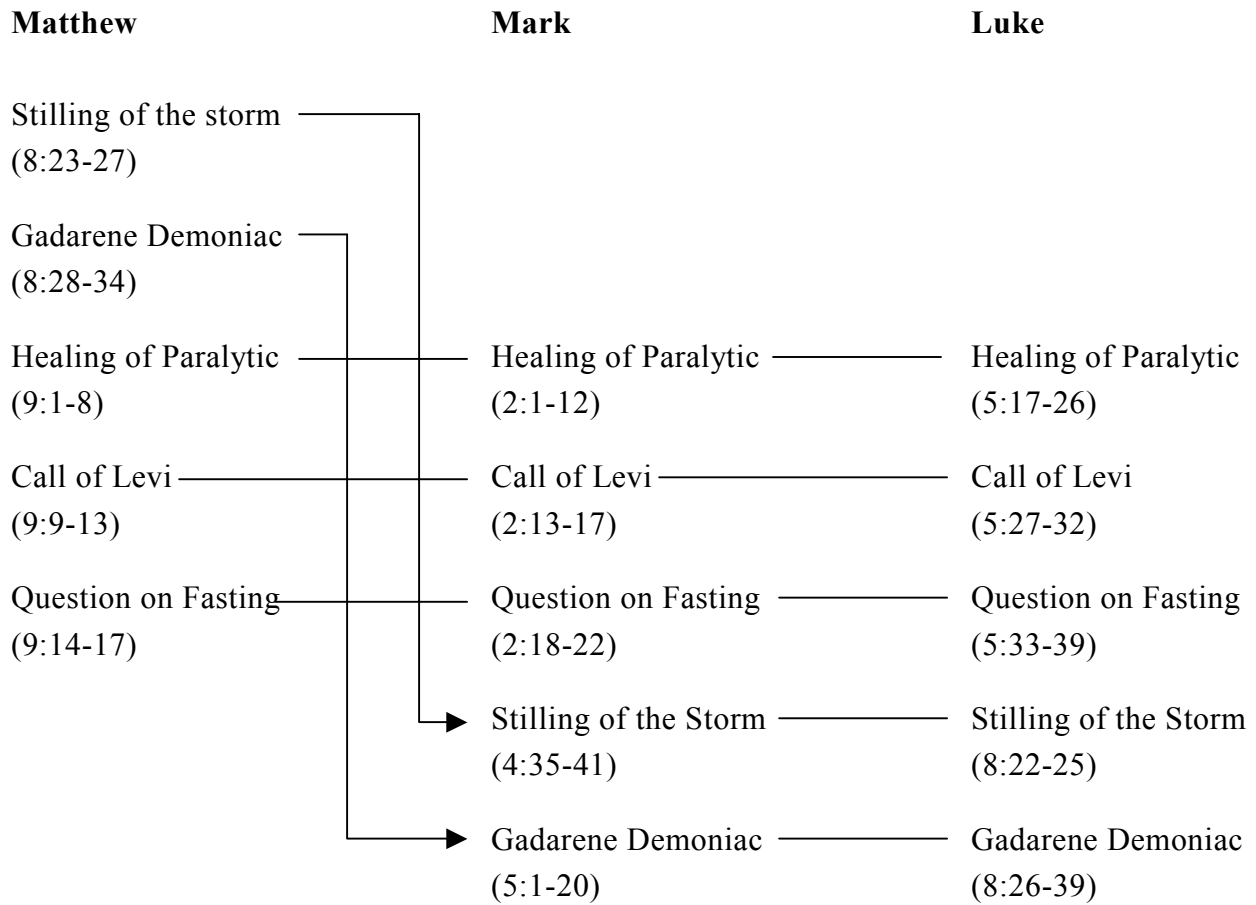 Matthew Mark Luke
Stilling of the storm
(8:23-27)
Gadarene Demoniac
(8:28-34)
Healing of Paralytic Healing of Paralytic Healing of Paralytic
(9:1-8) (2:1-12) (5:17-26)
Call of Levi Call of Levi Call of Levi
(9:9-13) (2:13-17) (5:27-32)
Question on Fasting Question on Fasting Question on Fasting
(9:14-17) (2:18-22) (5:33-39)
Stilling of the Storm Stilling of the Storm
(4:35-41) (8:22-25)
Gadarene Demoniac Gadarene Demoniac
(5:1-20) (8:26-39)